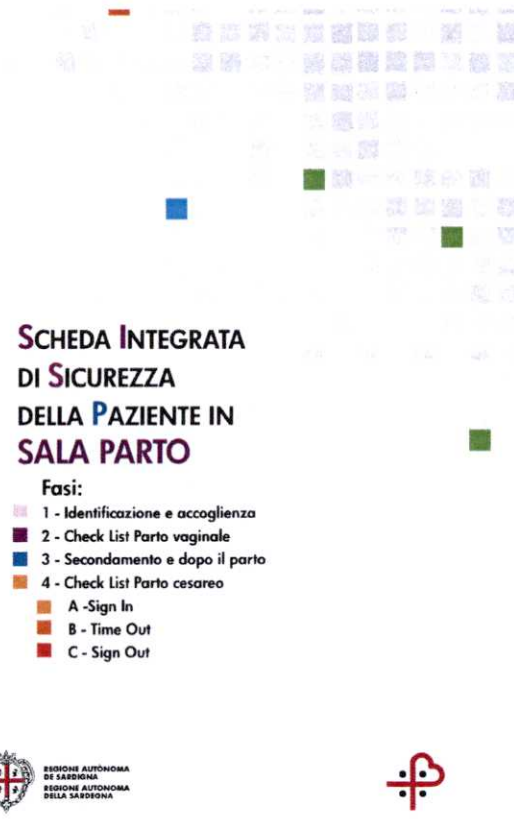 SCHEDA INTEGRATA
DI SICUREZZA
DELLA PAZIENTE IN
SALA PARTO
Fasi:
1 - Identificazione e accoglienza
2 - Check List Parto vaginale
3 - Secondamento e dopo il parto
4 - Check List Parto cesareo
A -Sign In
B - Time Out
C - Sign Out
REGIONE AUTÒNOMA
DE SARDIGNA
REGIONE AUTONOMA
DELLA SARDEGNA